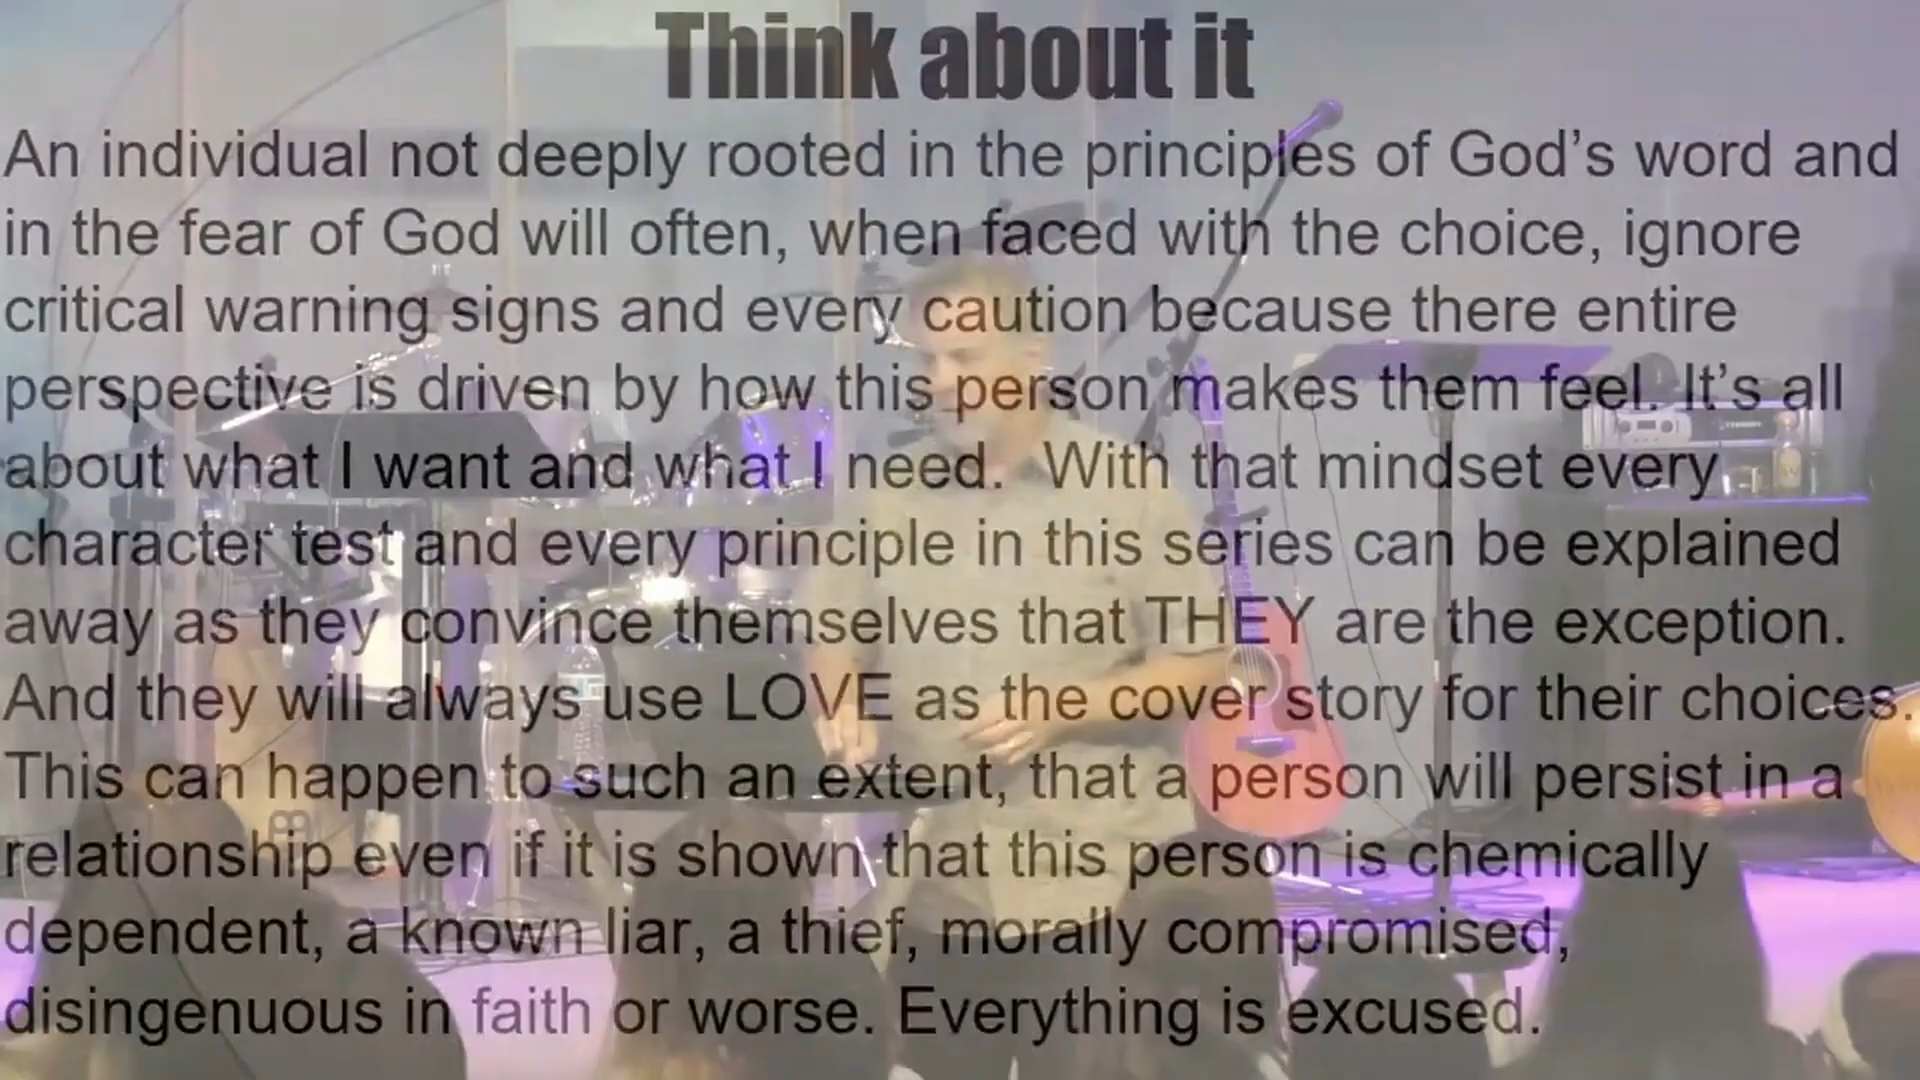 Think about it
An individual not deeply rooted in the principles of God’s word and
in the fear of God will often, when faced with the choice, ignore
critical warning signs and every caution because there entire
perspective is driven by how this person makes them feel. It’s all
about what I want and what I need. With that mindset every
character test and every principle in this series can be explained
away as they convince themselves that THEY are the exception.
And they will always use LOVE as the cover story for their choices.
This can happen to such an extent, that a person will persist in a
relationship even if it is shown that this person is chemically
dependent, a known liar, a thief, morally compromised,
disingenuous in faith or worse. Everything is excused.